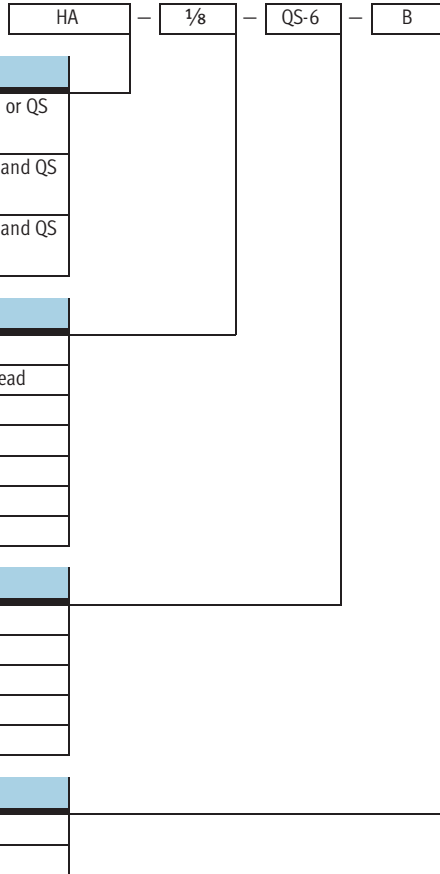 HA – ⅛ – QS-6 – B
or QS
and QS
and QS
ead